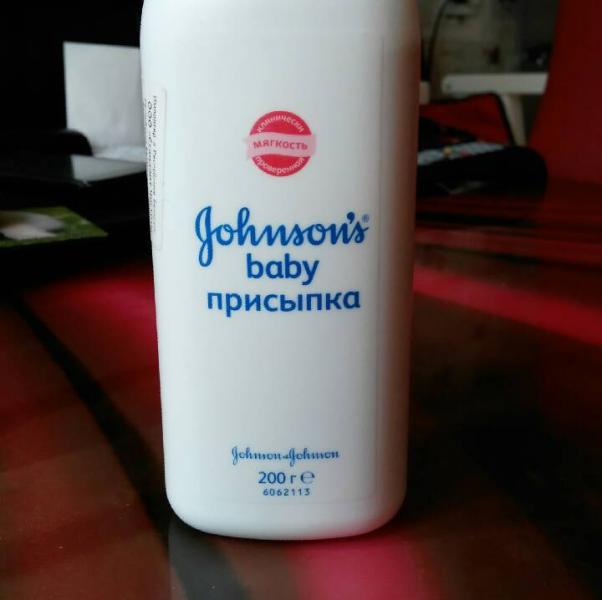 клинически
мягкость
проверенная
Johnson's®
baby
присыпка
Johnson & Johnson
200 г ℮
6062113